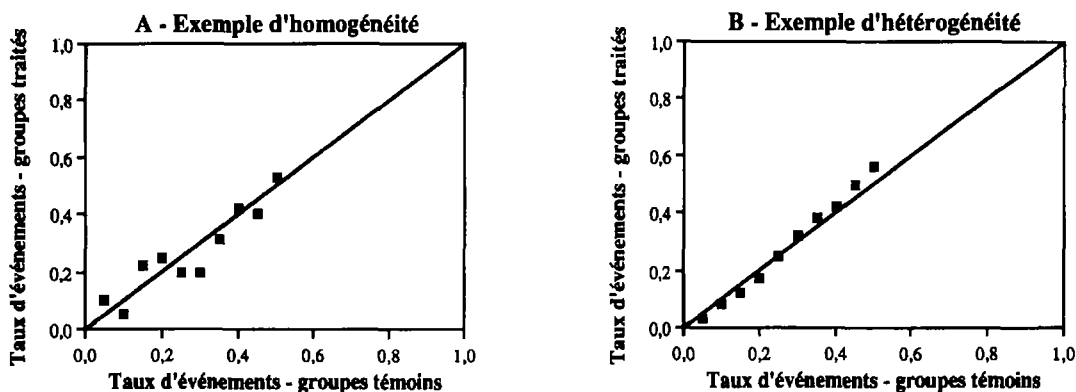 A - Exemple d'homogénéité
Taux d'événements - groupes traités
1,0
0,8
0,6
0,4
0,2
0,0
0,0 0,2 0,4 0,6 0,8 1,0
Taux d'événements - groupes témoins
B - Exemple d'hétérogénéité
Taux d'événements - groupes traités
1,0
0,8
0,6
0,4
0,2
0,0
0,0 0,2 0,4 0,6 0,8 1,0
Taux d'événements - groupes témoins